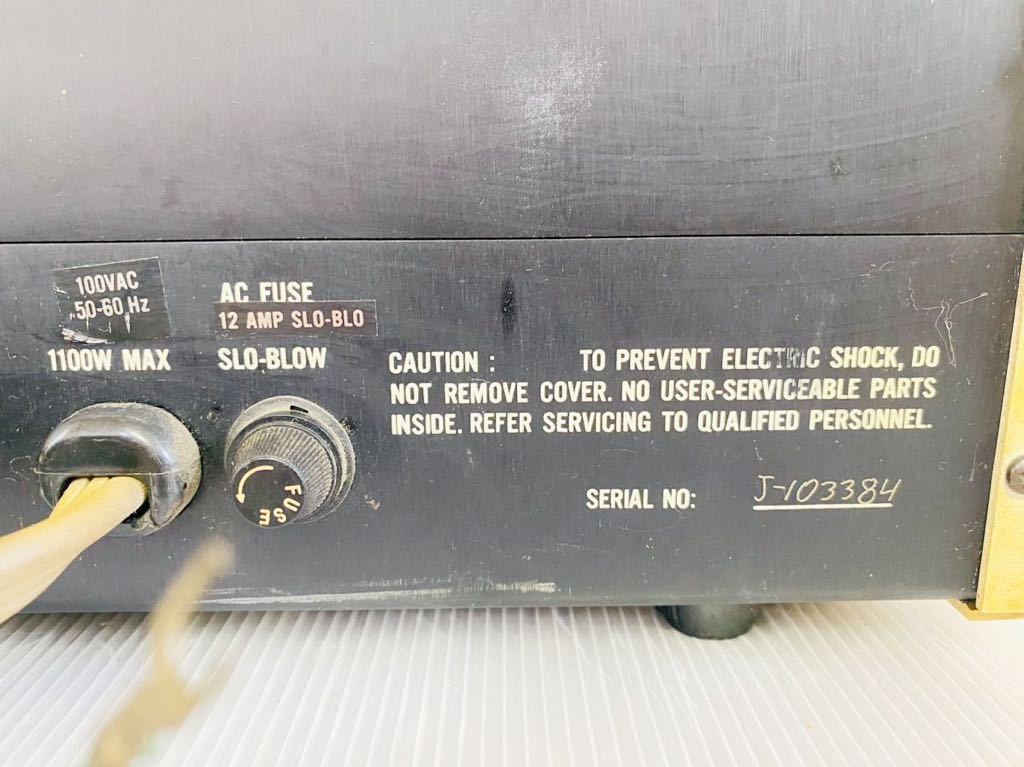 100VAC
50-60 Hz
1100W MAX
AC FUSE
12 AMP SLO-BLO
SLO-BLOW
CAUTION : TO PREVENT ELECTRIC SHOCK, DO
NOT REMOVE COVER. NO USER-SERVICEABLE PARTS
INSIDE. REFER SERVICING TO QUALIFIED PERSONNEL.
FUSE
SERIAL NO: J-103384